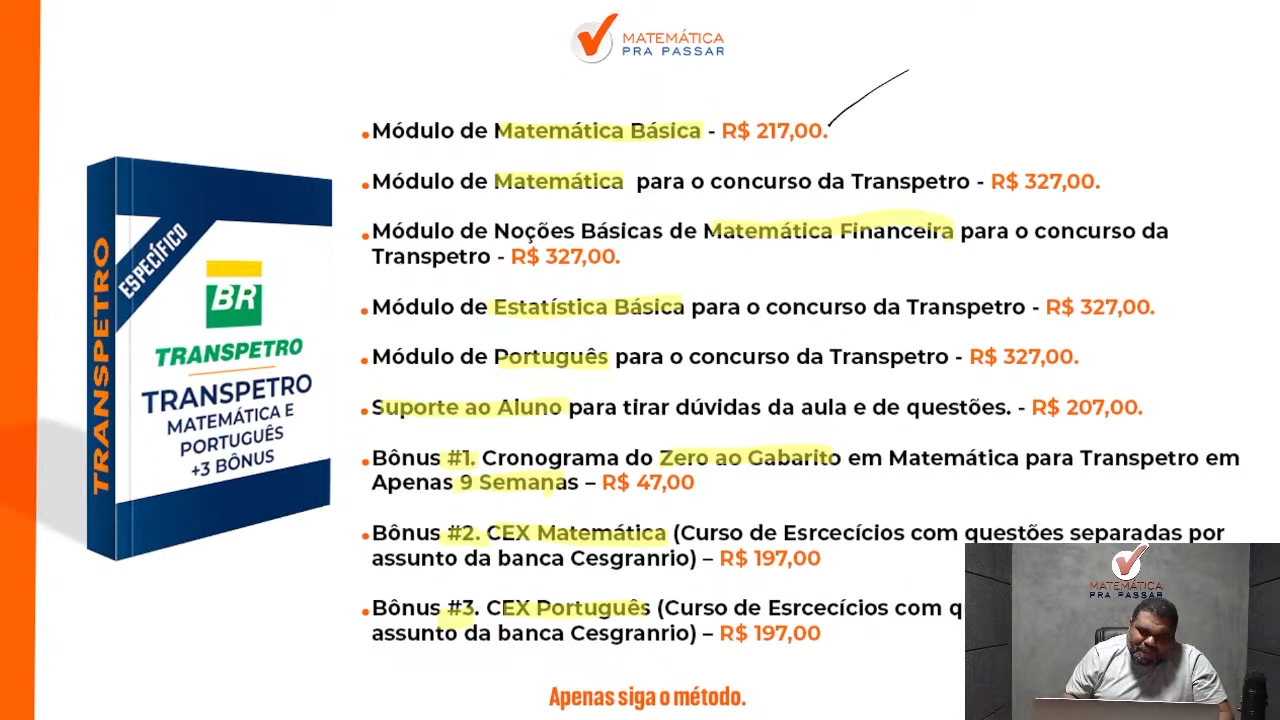 MATEMÁTICA
PRA PASSAR
•Módulo de Matemática Básica - R$ 217,00.
•Módulo de Matemática para o concurso da Transpetro - R$ 327,00.
•Módulo de Noções Básicas de Matemática Financeira para o concurso da
Transpetro - R$ 327,00.
•Módulo de Estatística Básica para o concurso da Transpetro - R$ 327,00.
•Módulo de Português para o concurso da Transpetro - R$ 327,00.
•Suporte ao Aluno para tirar dúvidas da aula e de questões. - R$ 207,00.
•Bônus #1. Cronograma do Zero ao Gabarito em Matemática para Transpetro em
Apenas 9 Semanas – R$ 47,00
•Bônus #2. CEX Matemática (Curso de Esrcecícios com questões separadas por
assunto da banca Cesgranrio) – R$ 197,00
•Bônus #3. CEX Português (Curso de Esrcecícios com q
assunto da banca Cesgranrio) – R$ 197,00
Apenas siga o método.
TRANSPETRO
ESPECÍFICO
BR
TRANSPETRO
TRANSPETRO
MATEMÁTICA E
PORTUGUÊS
+3 BÔNUS
MATEMÁTICA
PRA PASSAR